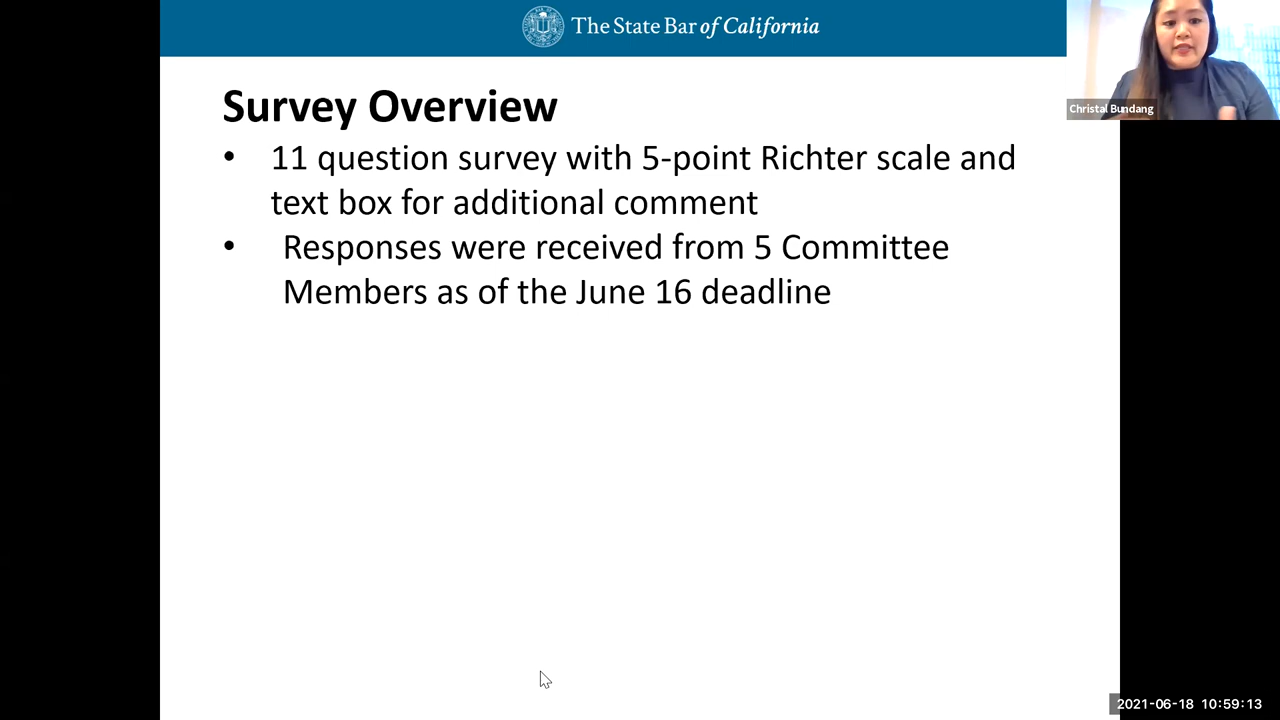 The State Bar of California
Christal Bundang
Survey Overview
• 11 question survey with 5-point Richter scale and
text box for additional comment
• Responses were received from 5 Committee
Members as of the June 16 deadline
2021-06-18 10:59:13